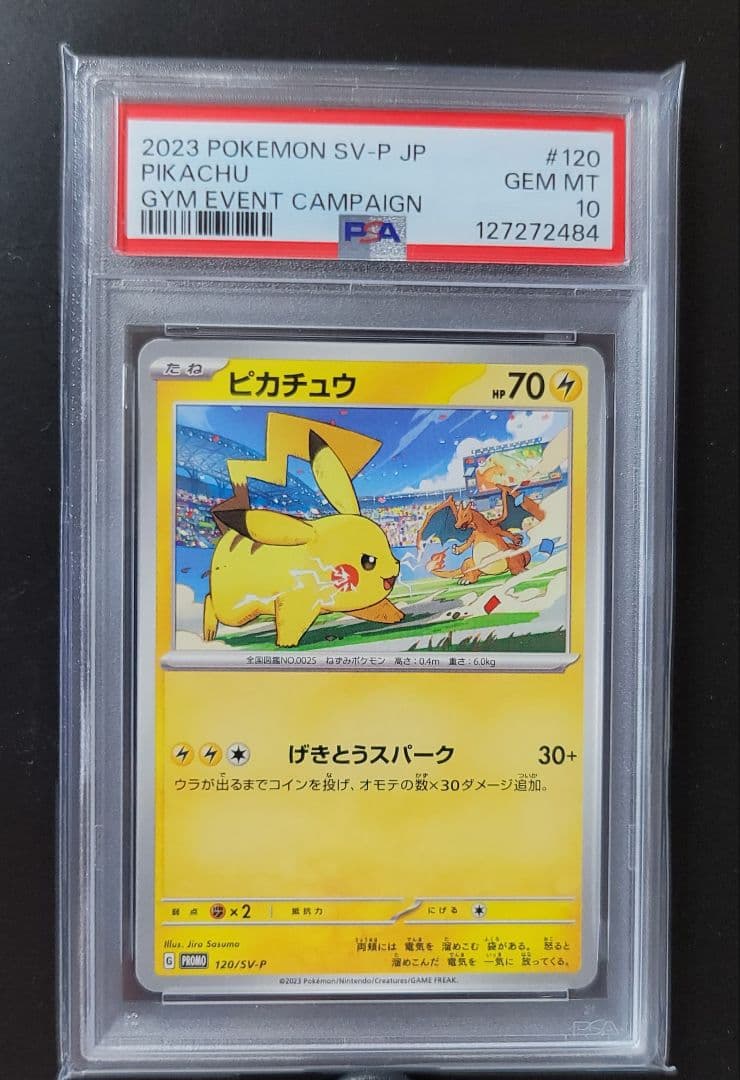 2023 POKEMON SV-P JP
#120
PIKACHU
GEM MT
GYM EVENT CAMPAIGN
10
PSA
127272484
たね
ピカチュウ
HP70
全国図鑑NO.0025 ねずみポケモン 高さ:0.4m 重さ:6.0kg
げきとうスパーク 30+
ウラが出るまでコインを投げ、オモテの数×30ダメージ追加。
弱点 ×2 抵抗力 にげる
Illus. Jiro Sasumo
両頬には 電気を 溜めこむ 袋がある。 怒ると
溜めこんだ 電気を 一気に 放ってくる。
G PROMO 120/SV-P
©2023 Pokémon/Nintendo/Creatures/GAME FREAK.
PSA